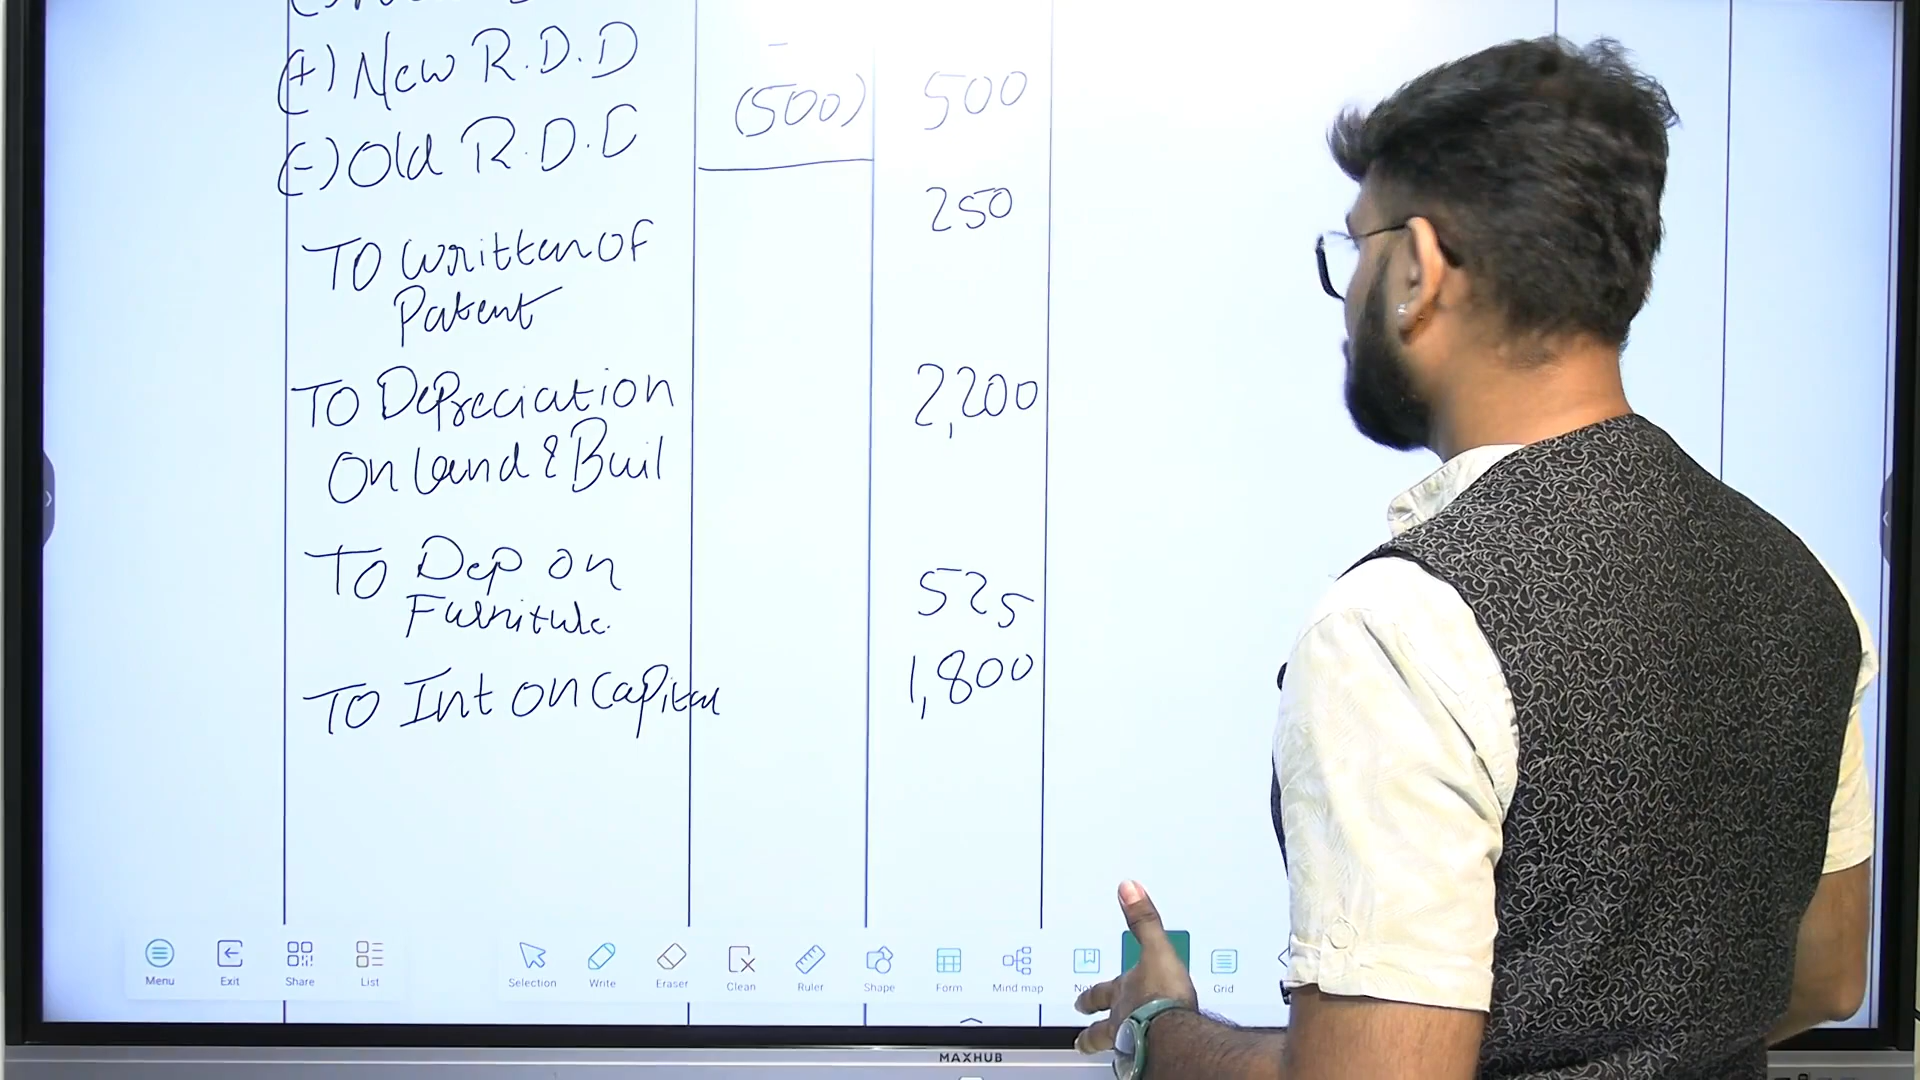 (+) New R.D.D -
(-) Old R.D.D (500) 500
To written of 250
Patent
To Depreciation 2,200
on land & Buil
To Dep on
Furniture. 525
To Int on Capital 1,800
Menu Exit Share List Selection Write Eraser Clean Ruler Shape Form Mind map Grid
MAXHUB